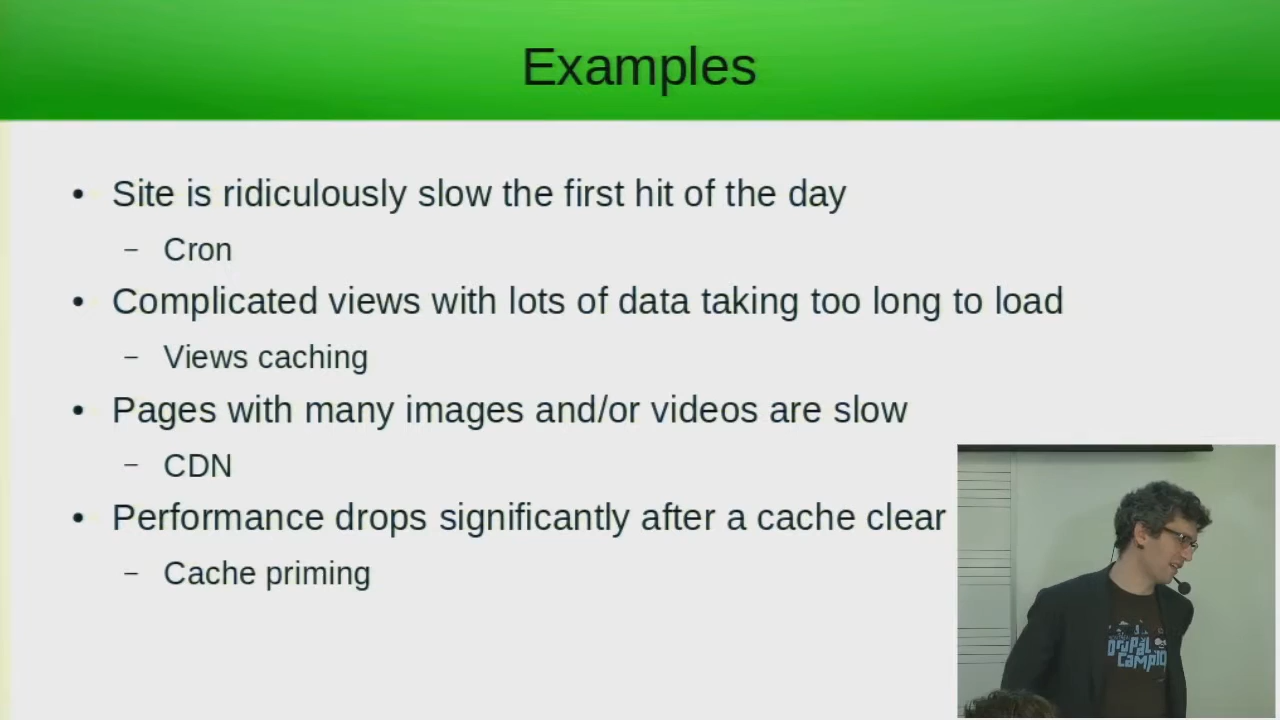 Examples
• Site is ridiculously slow the first hit of the day
– Cron
• Complicated views with lots of data taking too long to load
– Views caching
• Pages with many images and/or videos are slow
– CDN
• Performance drops significantly after a cache clear
– Cache priming
DrUPaL
CamP